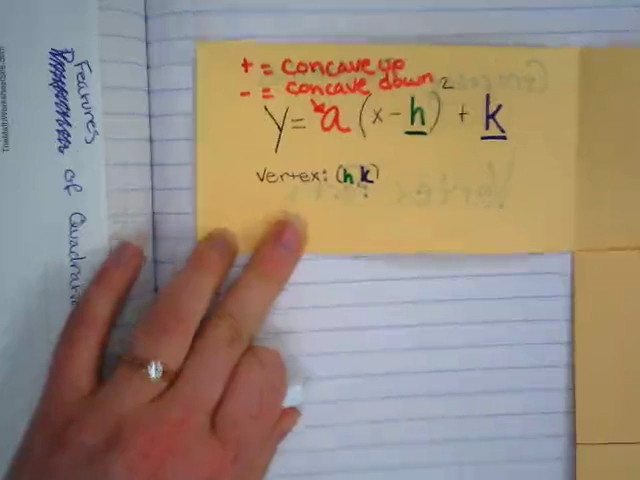 + = concave up
- = concave down
y = a (x - h)² + k
vertex: (h, k)
Features
of Quadratic